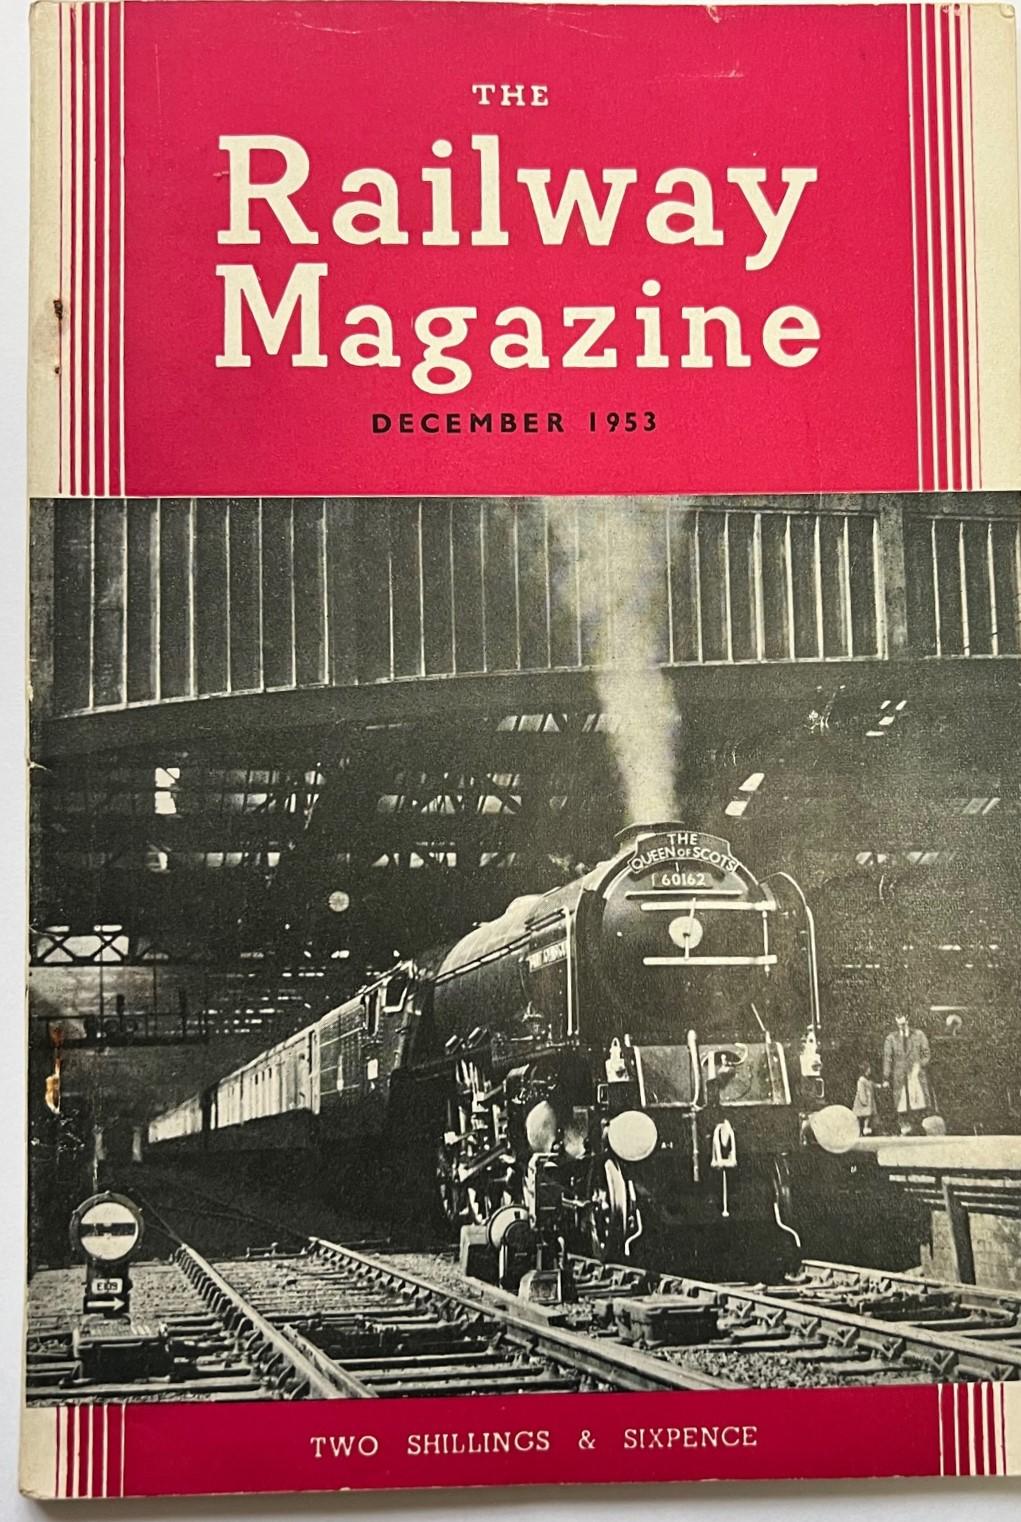 THE
Railway
Magazine
DECEMBER 1953
THE
QUEEN OF SCOTS
60162
TWO SHILLINGS & SIXPENCE